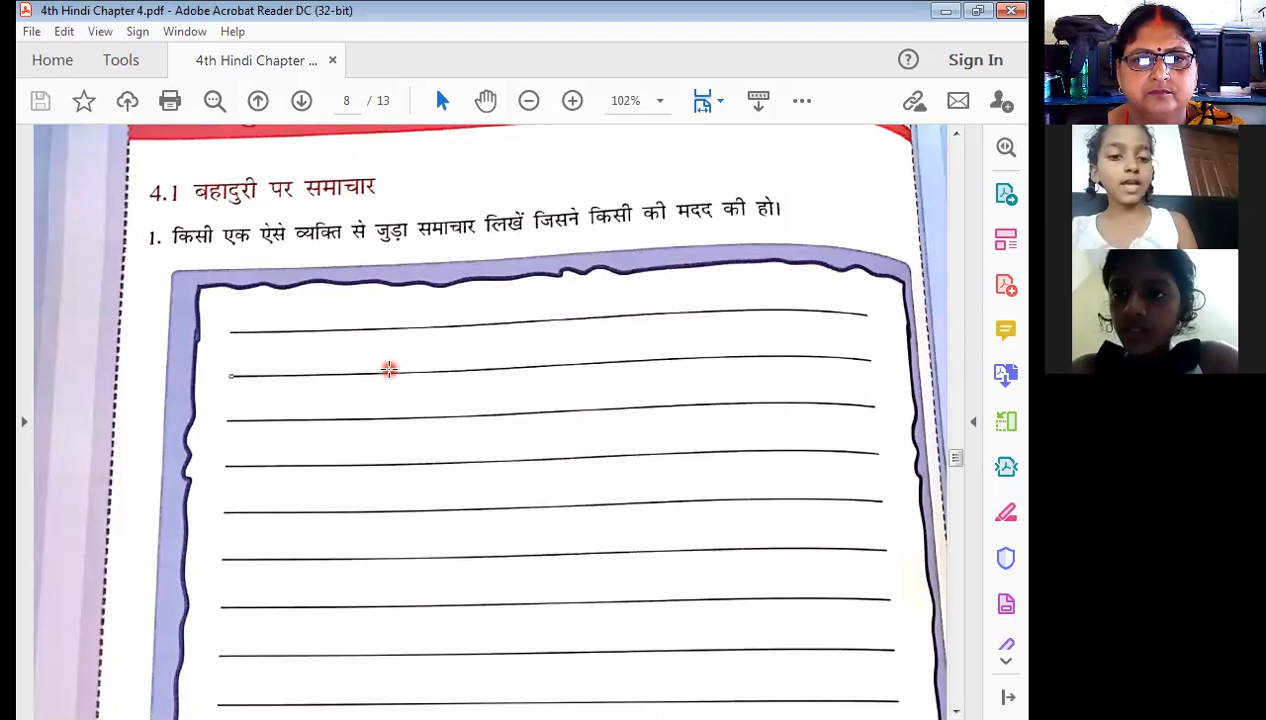 4th Hindi Chapter 4.pdf - Adobe Acrobat Reader DC (32-bit)
File Edit View Sign Window Help
Home Tools 4th Hindi Chapter ... × Sign In
8 / 13 102%
4.1 बहादुरी पर समाचार
1. किसी एक ऐसे व्यक्ति से जुड़ा समाचार लिखें जिसने किसी की मदद की हो।